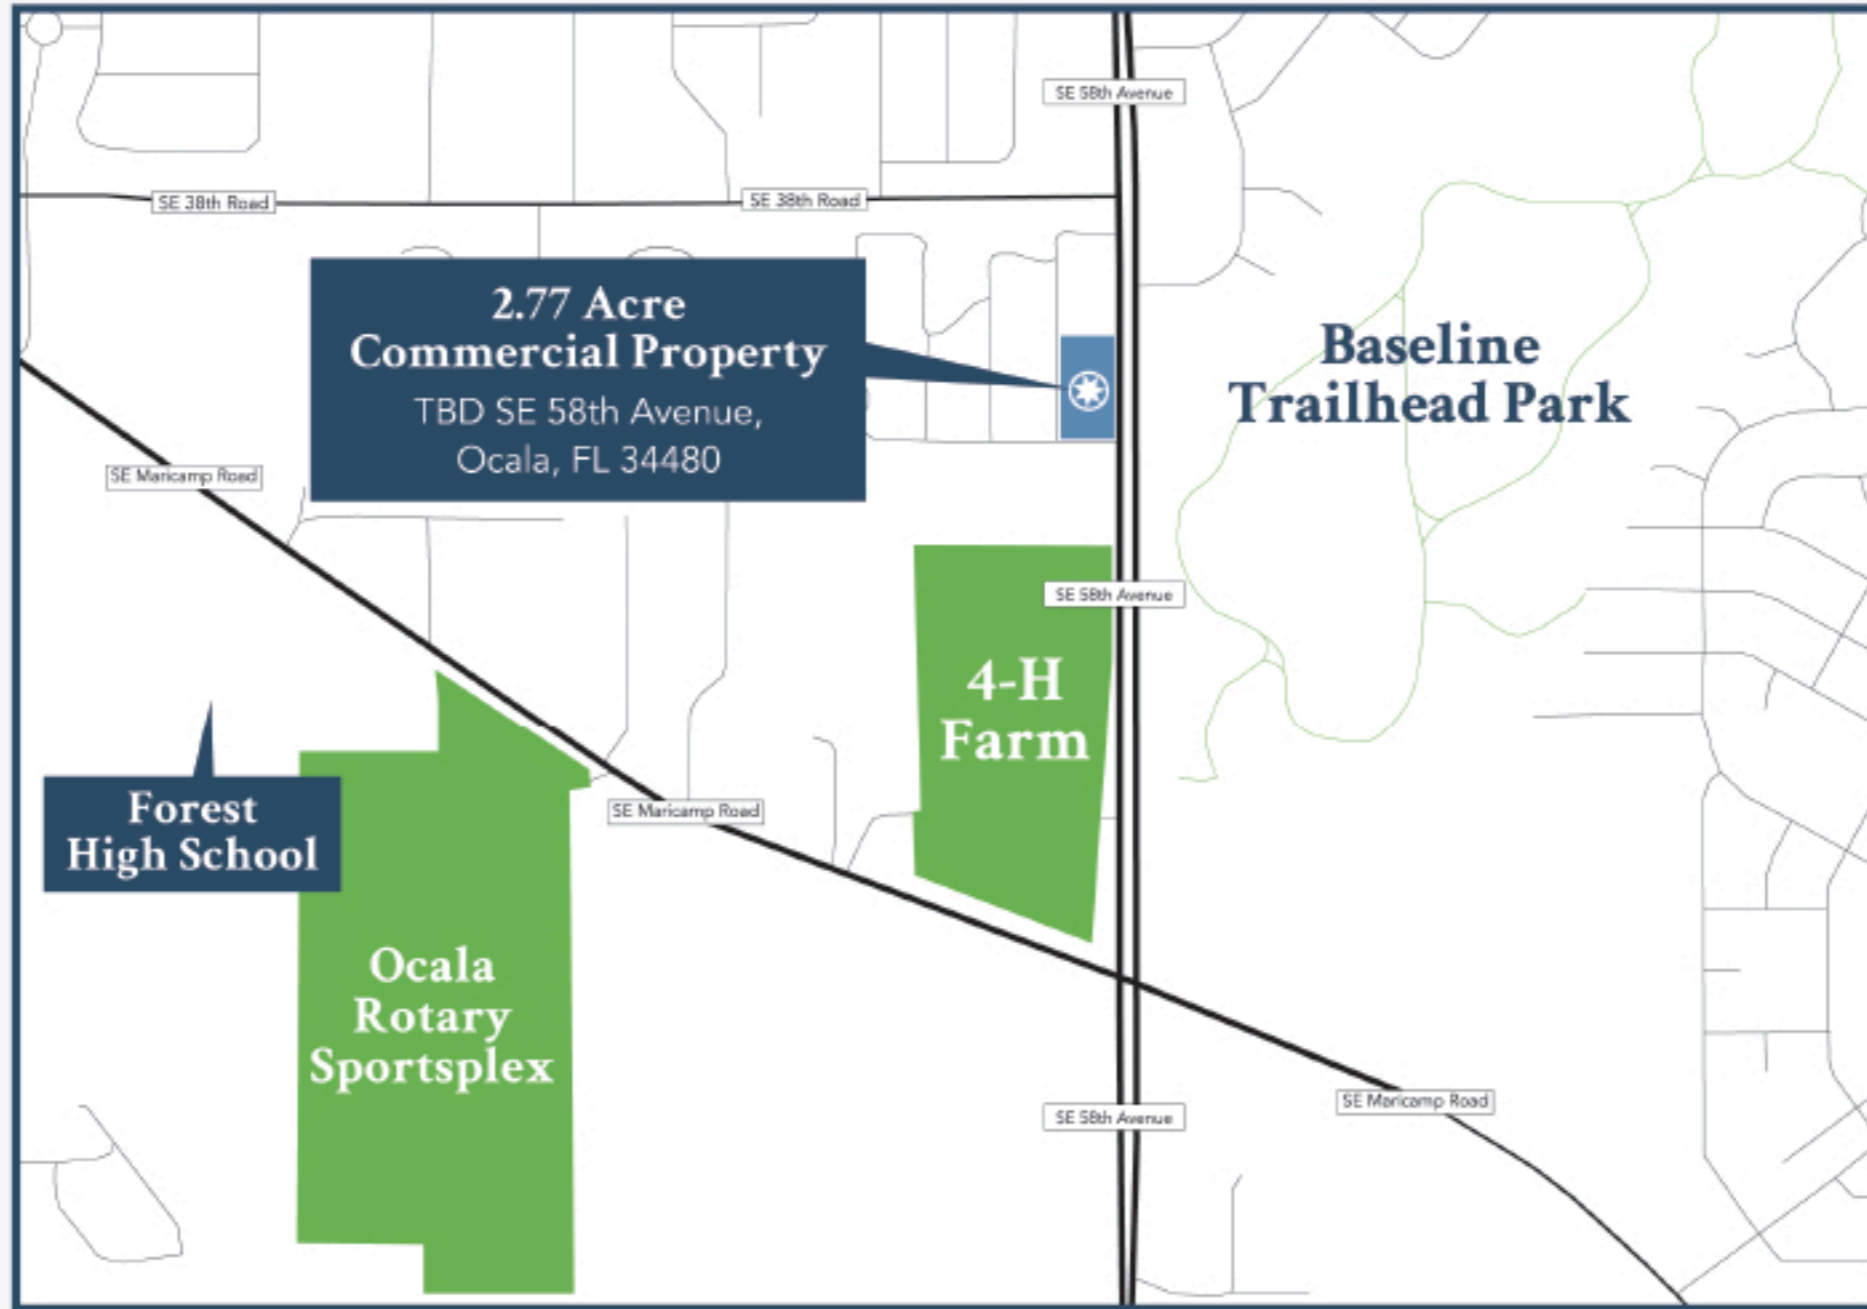 SE 58th Avenue
SE 38th Road
SE 38th Road
2.77 Acre
Commercial Property
TBD SE 58th Avenue,
Ocala, FL 34480
Baseline
Trailhead Park
SE Maricamp Road
SE 58th Avenue
4-H
Farm
Forest
High School
SE Maricamp Road
Ocala
Rotary
Sportsplex
SE 58th Avenue
SE Maricamp Road